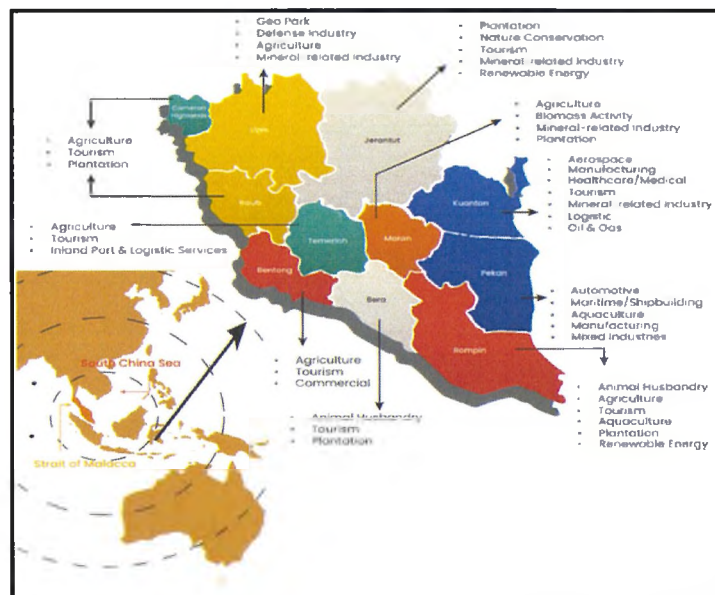 • Geo Park
• Defense Industry
• Agriculture
• Mineral-related Industry
• Plantation
• Nature Conservation
• Tourism
• Mineral-related Industry
• Renewable Energy
• Agriculture
• Biomass Activity
• Mineral-related Industry
• Plantation
Cameron Highlands
Lipis
Jerantut
• Agriculture
• Tourism
• Plantation
• Aerospace
• Manufacturing
• Healthcare/Medical
• Tourism
• Mineral-related Industry
• Logistic
• Oil & Gas
Raub
Kuantan
• Agriculture
• Tourism
• Inland Port & Logistic Services
Temerloh
Maran
Bentong
Bera
Pekan
• Automotive
• Maritime/Shipbuilding
• Aquaculture
• Manufacturing
• Mixed Industries
Rompin
• Agriculture
• Tourism
• Commercial
South China Sea
• Animal Husbandry
• Tourism
• Plantation
• Animal Husbandry
• Agriculture
• Tourism
• Aquaculture
• Plantation
• Renewable Energy
Strait of Malacca